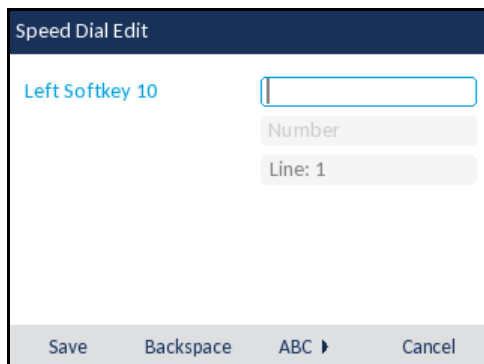 Speed Dial Edit
Left Softkey 10
Number
Line: 1
Save Backspace ABC Cancel